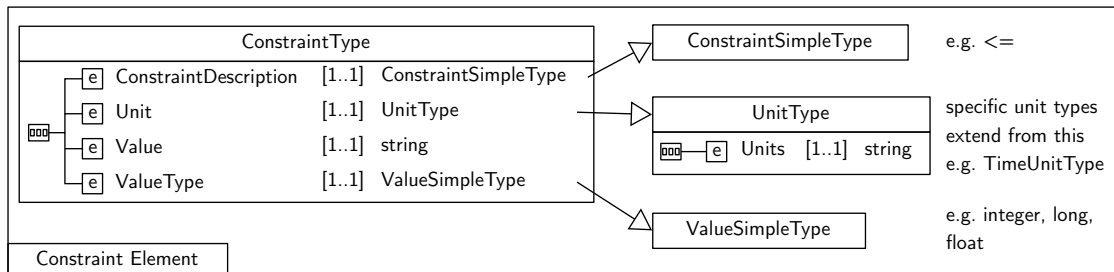 ConstraintType
e ConstraintDescription [1..1] ConstraintSimpleType
e Unit [1..1] UnitType
e Value [1..1] string
e ValueType [1..1] ValueSimpleType
ConstraintSimpleType
e.g. <=
UnitType
e Units [1..1] string
specific unit types
extend from this
e.g. TimeUnitType
ValueSimpleType
e.g. integer, long,
float
Constraint Element